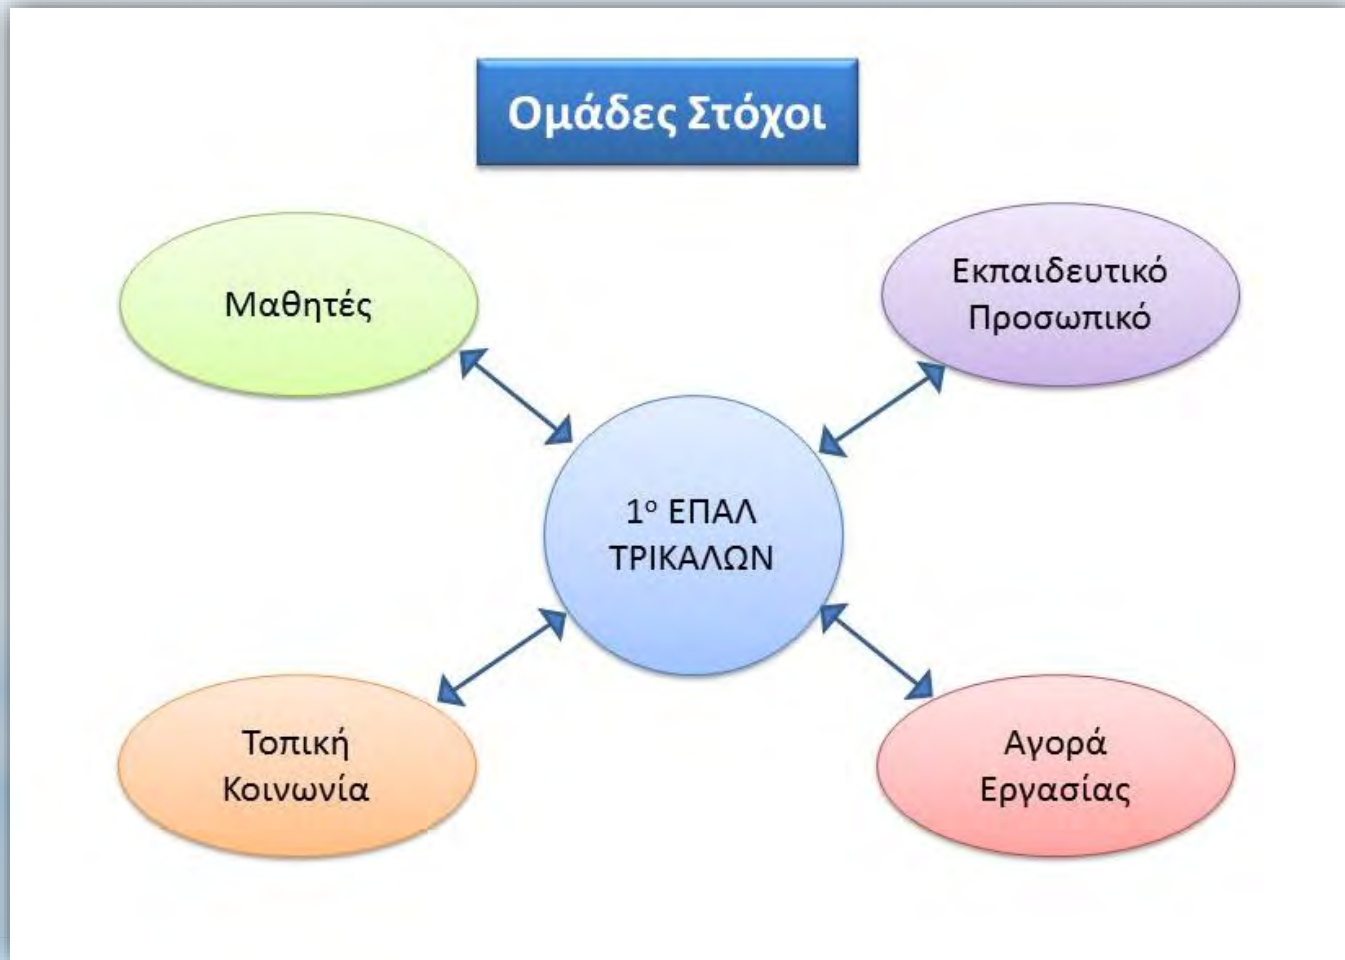 Ομάδες Στόχοι
Μαθητές
Εκπαιδευτικό
Προσωπικό
1ο ΕΠΑΛ
ΤΡΙΚΑΛΩΝ
Τοπική
Κοινωνία
Αγορά
Εργασίας